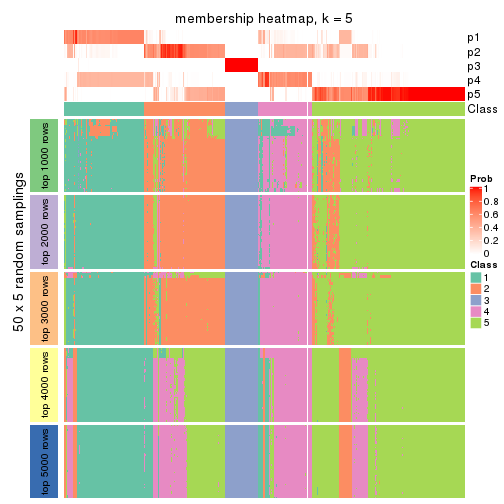 membership heatmap, k = 5
p1
p2
p3
p4
p5
Class
50 x 5 random samplings
top 1000 rows
top 2000 rows
top 3000 rows
top 4000 rows
top 5000 rows
Prob
1
0.8
0.6
0.4
0.2
0
Class
1
2
3
4
5